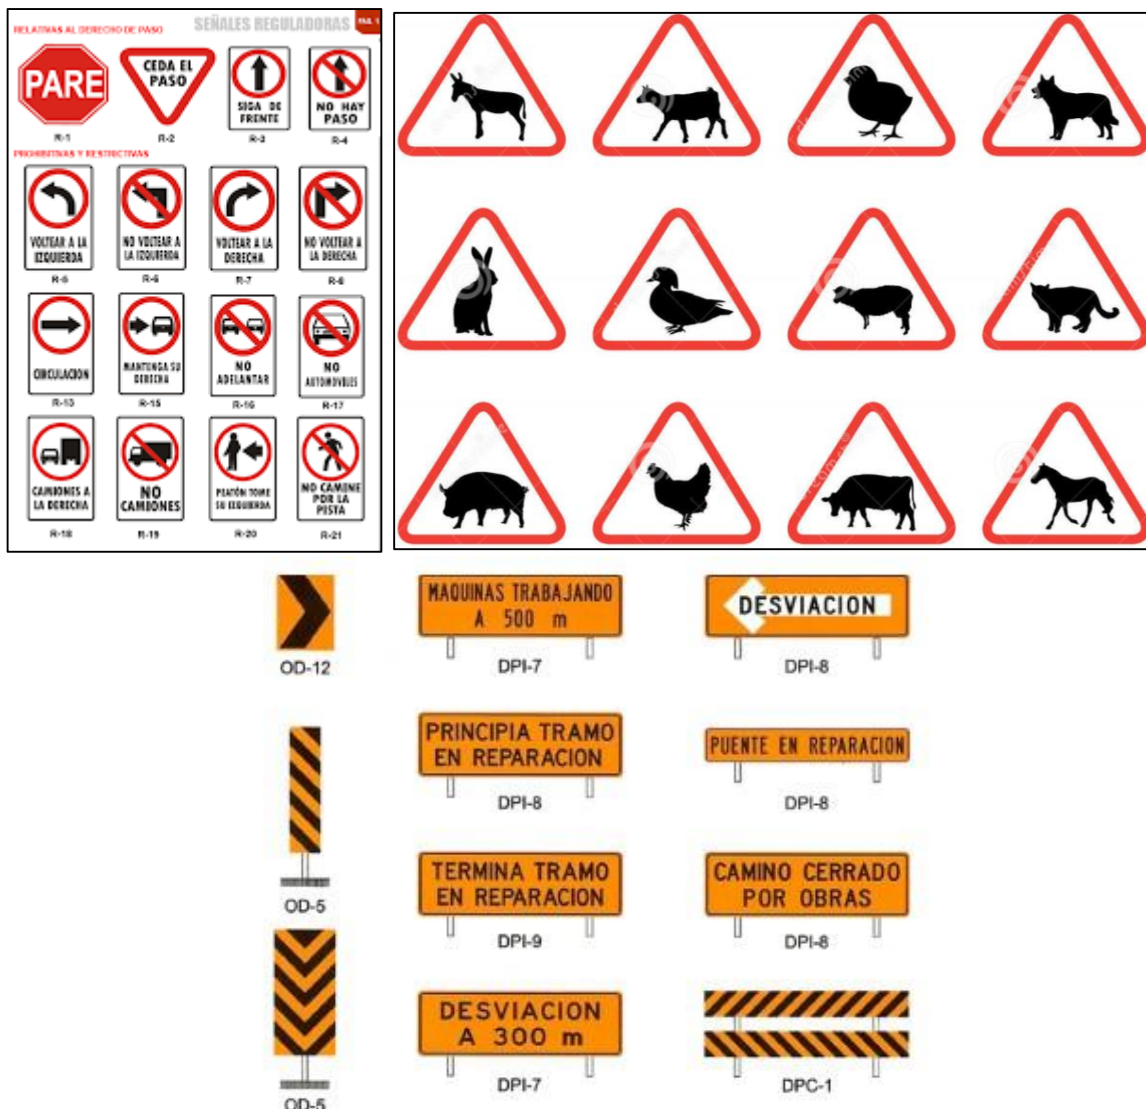 SEÑALES REGULADORAS
RELATIVAS AL DERECHO DE PASO
PARE
R-1
CEDA EL
PASO
R-2
SIGA DE
FRENTE
R-3
NO HAY
PASO
R-4
PROHIBITIVAS Y RESTRICTIVAS
VOLTEAR A LA
IZQUIERDA
R-5
NO VOLTEAR A
LA IZQUIERDA
R-6
VOLTEAR A LA
DERECHA
R-7
NO VOLTEAR A
LA DERECHA
R-8
CIRCULACION
R-13
MANTENGA SU
DERECHA
R-15
NO
ADELANTAR
R-16
NO
AUTOMOVILES
R-17
CAMIONES A
LA DERECHA
R-18
NO
CAMIONES
R-19
PEATÓN TOME
SU IZQUIERDA
R-20
NO CAMINE
POR LA
PISTA
R-21
OD-12
MAQUINAS TRABAJANDO
A 500 m
DPI-7
DESVIACION
DPI-8
OD-5
PRINCIPIA TRAMO
EN REPARACION
DPI-8
PUENTE EN REPARACION
DPI-8
TERMINA TRAMO
EN REPARACION
DPI-9
CAMINO CERRADO
POR OBRAS
DPI-8
OD-5
DESVIACION
A 300 m
DPI-7
DPC-1